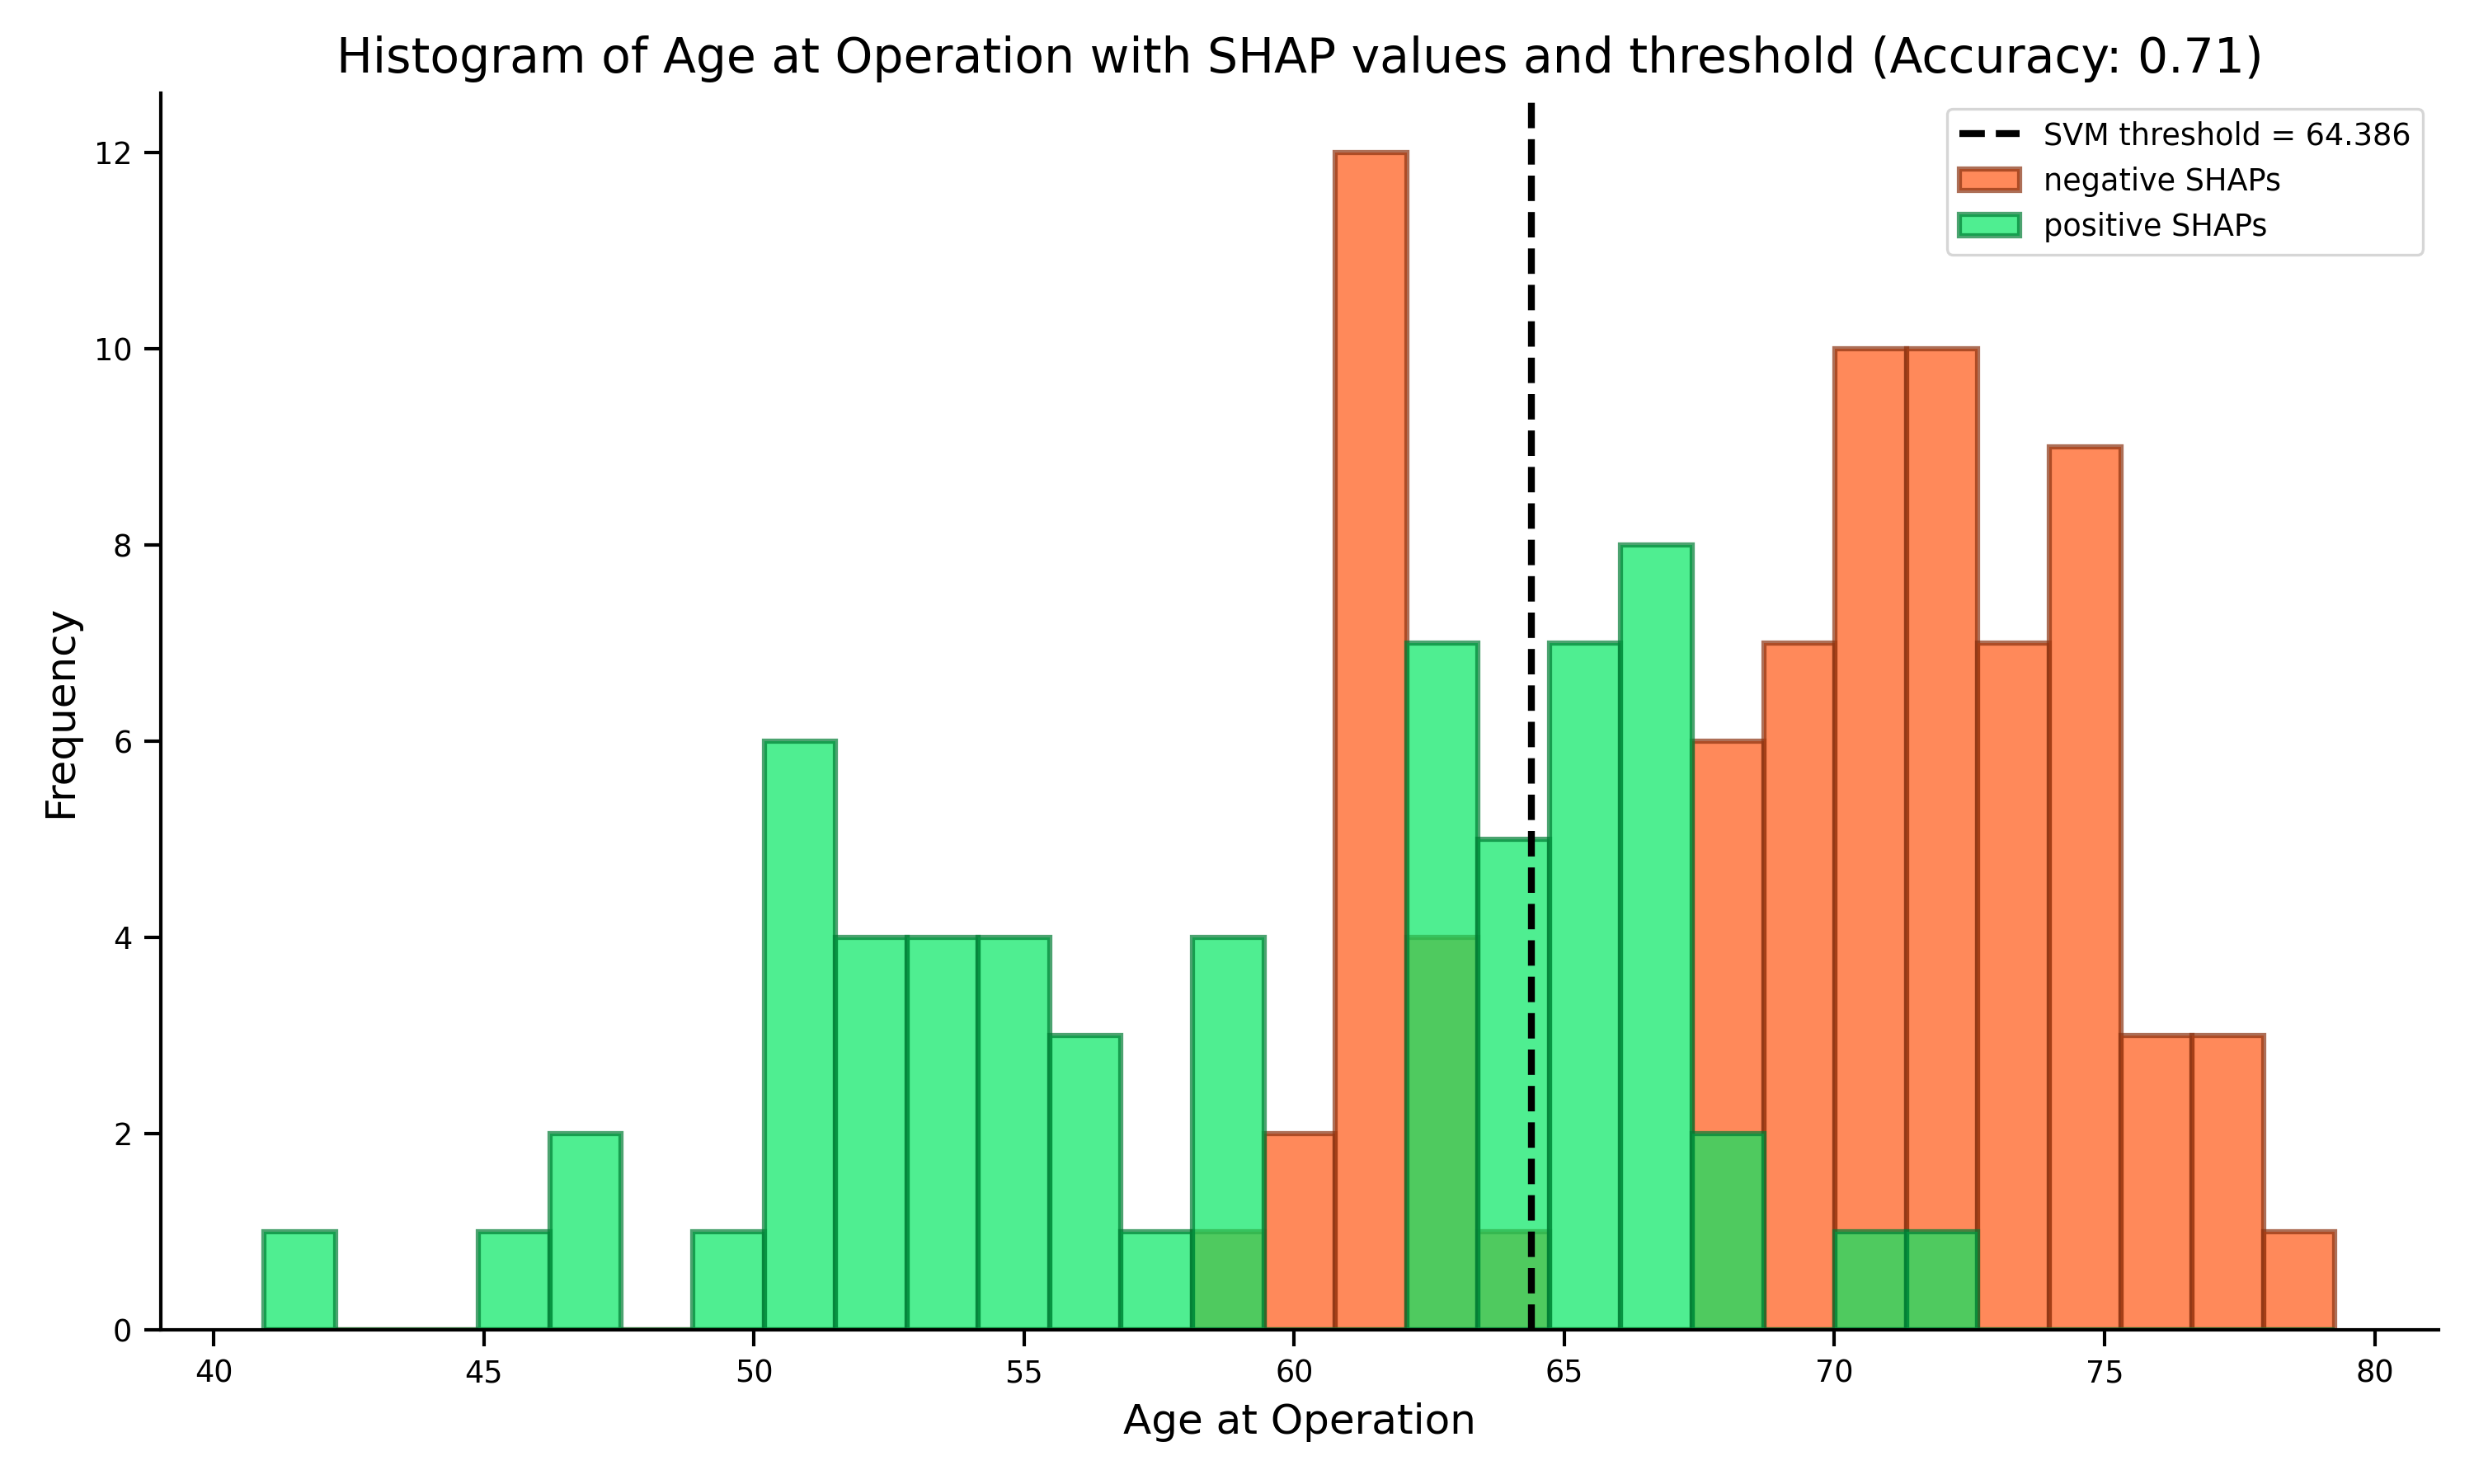 Histogram of Age at Operation with SHAP values and threshold (Accuracy: 0.71)
SVM threshold = 64.386
negative SHAPs
positive SHAPs
Frequency
12
10
8
6
4
2
0
40 45 50 55 60 65 70 75 80
Age at Operation